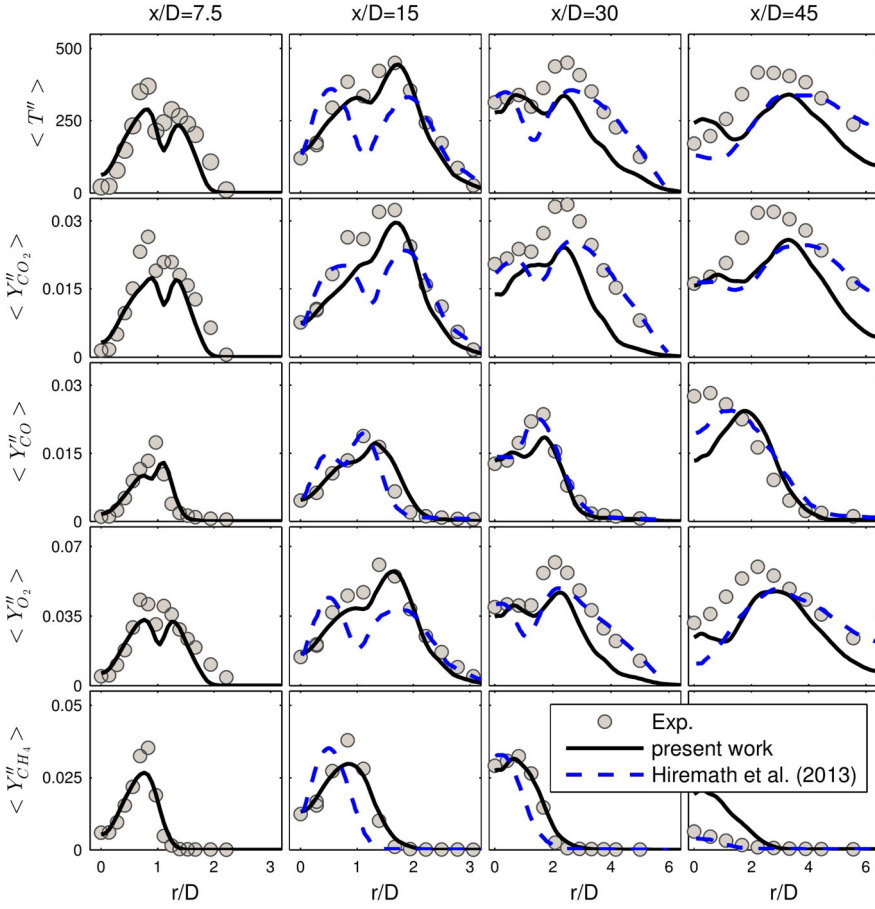 x/D=7.5 x/D=15 x/D=30 x/D=45
< T″ >
500
250
0
< Y″CO2 >
0.03
0.015
0
< Y″CO >
0.03
0.015
0
< Y″O2 >
0.07
0.035
0
< Y″CH4 >
0.05
0.025
0
Exp.
present work
Hiremath et al. (2013)
0 1 2 3 0 1 2 3 0 2 4 6 0 2 4 6
r/D r/D r/D r/D